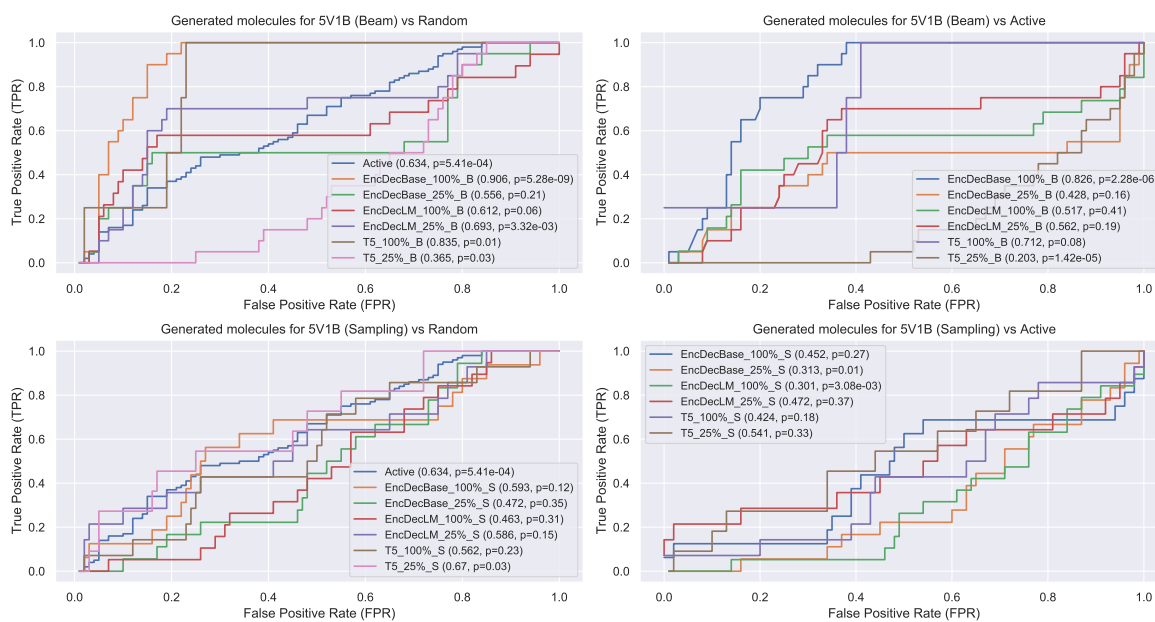 Generated molecules for 5V1B (Beam) vs Random
True Positive Rate (TPR)
1.0
0.8
0.6
0.4
0.2
0.0
Active (0.634, p=5.41e-04)
EncDecBase_100%_B (0.906, p=5.28e-09)
EncDecBase_25%_B (0.556, p=0.21)
EncDecLM_100%_B (0.612, p=0.06)
EncDecLM_25%_B (0.693, p=3.32e-03)
T5_100%_B (0.835, p=0.01)
T5_25%_B (0.365, p=0.03)
0.0 0.2 0.4 0.6 0.8 1.0
False Positive Rate (FPR)
Generated molecules for 5V1B (Beam) vs Active
True Positive Rate (TPR)
1.0
0.8
0.6
0.4
0.2
0.0
EncDecBase_100%_B (0.826, p=2.28e-06
EncDecBase_25%_B (0.428, p=0.16)
EncDecLM_100%_B (0.517, p=0.41)
EncDecLM_25%_B (0.562, p=0.19)
T5_100%_B (0.712, p=0.08)
T5_25%_B (0.203, p=1.42e-05)
0.0 0.2 0.4 0.6 0.8 1.0
False Positive Rate (FPR)
Generated molecules for 5V1B (Sampling) vs Random
True Positive Rate (TPR)
1.0
0.8
0.6
0.4
0.2
0.0
Active (0.634, p=5.41e-04)
EncDecBase_100%_S (0.593, p=0.12)
EncDecBase_25%_S (0.472, p=0.35)
EncDecLM_100%_S (0.463, p=0.31)
EncDecLM_25%_S (0.586, p=0.15)
T5_100%_S (0.562, p=0.23)
T5_25%_S (0.67, p=0.03)
0.0 0.2 0.4 0.6 0.8 1.0
False Positive Rate (FPR)
Generated molecules for 5V1B (Sampling) vs Active
True Positive Rate (TPR)
1.0
0.8
0.6
0.4
0.2
0.0
EncDecBase_100%_S (0.452, p=0.27)
EncDecBase_25%_S (0.313, p=0.01)
EncDecLM_100%_S (0.301, p=3.08e-03)
EncDecLM_25%_S (0.472, p=0.37)
T5_100%_S (0.424, p=0.18)
T5_25%_S (0.541, p=0.33)
0.0 0.2 0.4 0.6 0.8 1.0
False Positive Rate (FPR)